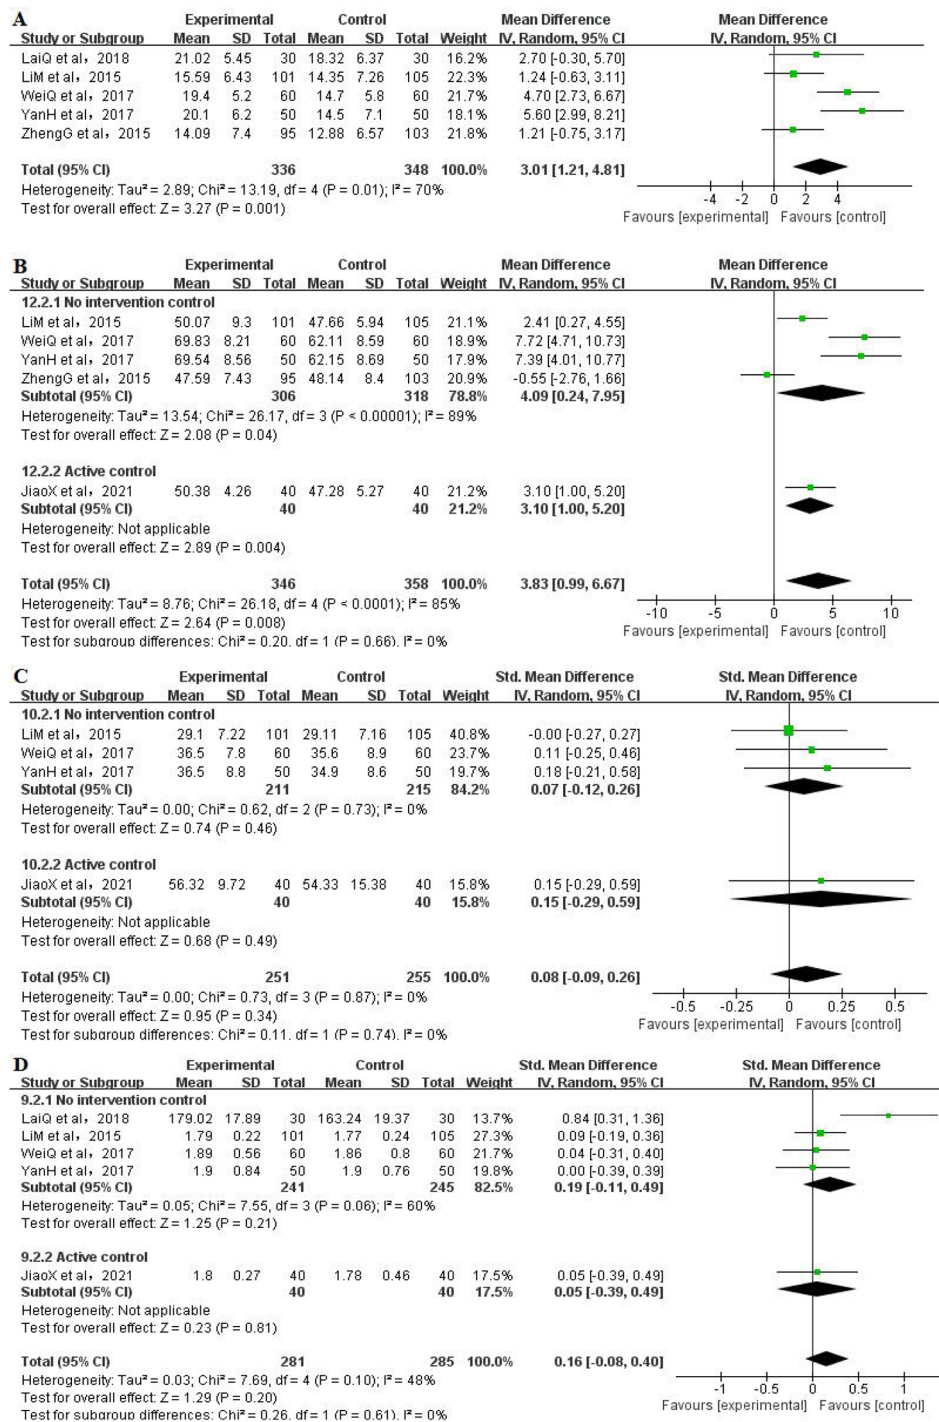 A
Experimental Control Mean Difference Mean Difference
Study or Subgroup Mean SD Total Mean SD Total Weight IV, Random, 95% CI IV, Random, 95% CI
LaiQ et al，2018 21.02 5.45 30 18.32 6.37 30 16.2% 2.70 [-0.30, 5.70]
LiM et al，2015 15.59 6.43 101 14.35 7.26 105 22.3% 1.24 [-0.63, 3.11]
WeiQ et al，2017 19.4 5.2 60 14.7 5.8 60 21.7% 4.70 [2.73, 6.67]
YanH et al，2017 20.1 6.2 50 14.5 7.1 50 18.1% 5.60 [2.99, 8.21]
ZhengG et al，2015 14.09 7.4 95 12.88 6.57 103 21.8% 1.21 [-0.75, 3.17]
Total (95% CI) 336 348 100.0% 3.01 [1.21, 4.81]
Heterogeneity: Tau² = 2.89; Chi² = 13.19, df = 4 (P = 0.01); I² = 70%
Test for overall effect: Z = 3.27 (P = 0.001)
-4 -2 0 2 4
Favours [experimental] Favours [control]
B
Experimental Control Mean Difference Mean Difference
Study or Subgroup Mean SD Total Mean SD Total Weight IV, Random, 95% CI IV, Random, 95% CI
12.2.1 No intervention control
LiM et al，2015 50.07 9.3 101 47.66 5.94 105 21.1% 2.41 [0.27, 4.55]
WeiQ et al，2017 69.83 8.21 60 62.11 8.59 60 18.9% 7.72 [4.71, 10.73]
YanH et al，2017 69.54 8.56 50 62.15 8.69 50 17.9% 7.39 [4.01, 10.77]
ZhengG et al，2015 47.59 7.43 95 48.14 8.4 103 20.9% -0.55 [-2.76, 1.66]
Subtotal (95% CI) 306 318 78.8% 4.09 [0.24, 7.95]
Heterogeneity: Tau² = 13.54; Chi² = 26.17, df = 3 (P < 0.00001); I² = 89%
Test for overall effect: Z = 2.08 (P = 0.04)
12.2.2 Active control
JiaoX et al，2021 50.38 4.26 40 47.28 5.27 40 21.2% 3.10 [1.00, 5.20]
Subtotal (95% CI) 40 40 21.2% 3.10 [1.00, 5.20]
Heterogeneity: Not applicable
Test for overall effect: Z = 2.89 (P = 0.004)
Total (95% CI) 346 358 100.0% 3.83 [0.99, 6.67]
Heterogeneity: Tau² = 8.76; Chi² = 26.18, df = 4 (P < 0.0001); I² = 85%
Test for overall effect: Z = 2.64 (P = 0.008)
Test for subgroup differences: Chi² = 0.20, df = 1 (P = 0.66), I² = 0%
-10 -5 0 5 10
Favours [experimental] Favours [control]
C
Experimental Control Std. Mean Difference Std. Mean Difference
Study or Subgroup Mean SD Total Mean SD Total Weight IV, Random, 95% CI IV, Random, 95% CI
10.2.1 No intervention control
LiM et al，2015 29.1 7.22 101 29.11 7.16 105 40.8% -0.00 [-0.27, 0.27]
WeiQ et al，2017 36.5 7.8 60 35.6 8.9 60 23.7% 0.11 [-0.25, 0.46]
YanH et al，2017 36.5 8.8 50 34.9 8.6 50 19.7% 0.18 [-0.21, 0.58]
Subtotal (95% CI) 211 215 84.2% 0.07 [-0.12, 0.26]
Heterogeneity: Tau² = 0.00; Chi² = 0.62, df = 2 (P = 0.73); I² = 0%
Test for overall effect: Z = 0.74 (P = 0.46)
10.2.2 Active control
JiaoX et al，2021 56.32 9.72 40 54.33 15.38 40 15.8% 0.15 [-0.29, 0.59]
Subtotal (95% CI) 40 40 15.8% 0.15 [-0.29, 0.59]
Heterogeneity: Not applicable
Test for overall effect: Z = 0.68 (P = 0.49)
Total (95% CI) 251 255 100.0% 0.08 [-0.09, 0.26]
Heterogeneity: Tau² = 0.00; Chi² = 0.73, df = 3 (P = 0.87); I² = 0%
Test for overall effect: Z = 0.95 (P = 0.34)
Test for subgroup differences: Chi² = 0.11, df = 1 (P = 0.74), I² = 0%
-0.5 -0.25 0 0.25 0.5
Favours [experimental] Favours [control]
D
Experimental Control Std. Mean Difference Std. Mean Difference
Study or Subgroup Mean SD Total Mean SD Total Weight IV, Random, 95% CI IV, Random, 95% CI
9.2.1 No intervention control
LaiQ et al，2018 179.02 17.89 30 163.24 19.37 30 13.7% 0.84 [0.31, 1.36]
LiM et al，2015 1.79 0.22 101 1.77 0.24 105 27.3% 0.09 [-0.19, 0.36]
WeiQ et al，2017 1.89 0.56 60 1.86 0.8 60 21.7% 0.04 [-0.31, 0.40]
YanH et al，2017 1.9 0.84 50 1.9 0.76 50 19.8% 0.00 [-0.39, 0.39]
Subtotal (95% CI) 241 245 82.5% 0.19 [-0.11, 0.49]
Heterogeneity: Tau² = 0.05; Chi² = 7.55, df = 3 (P = 0.06); I² = 60%
Test for overall effect: Z = 1.25 (P = 0.21)
9.2.2 Active control
JiaoX et al，2021 1.8 0.27 40 1.78 0.46 40 17.5% 0.05 [-0.39, 0.49]
Subtotal (95% CI) 40 40 17.5% 0.05 [-0.39, 0.49]
Heterogeneity: Not applicable
Test for overall effect: Z = 0.23 (P = 0.81)
Total (95% CI) 281 285 100.0% 0.16 [-0.08, 0.40]
Heterogeneity: Tau² = 0.03; Chi² = 7.69, df = 4 (P = 0.10); I² = 48%
Test for overall effect: Z = 1.29 (P = 0.20)
Test for subgroup differences: Chi² = 0.26, df = 1 (P = 0.61), I² = 0%
-1 -0.5 0 0.5 1
Favours [experimental] Favours [control]